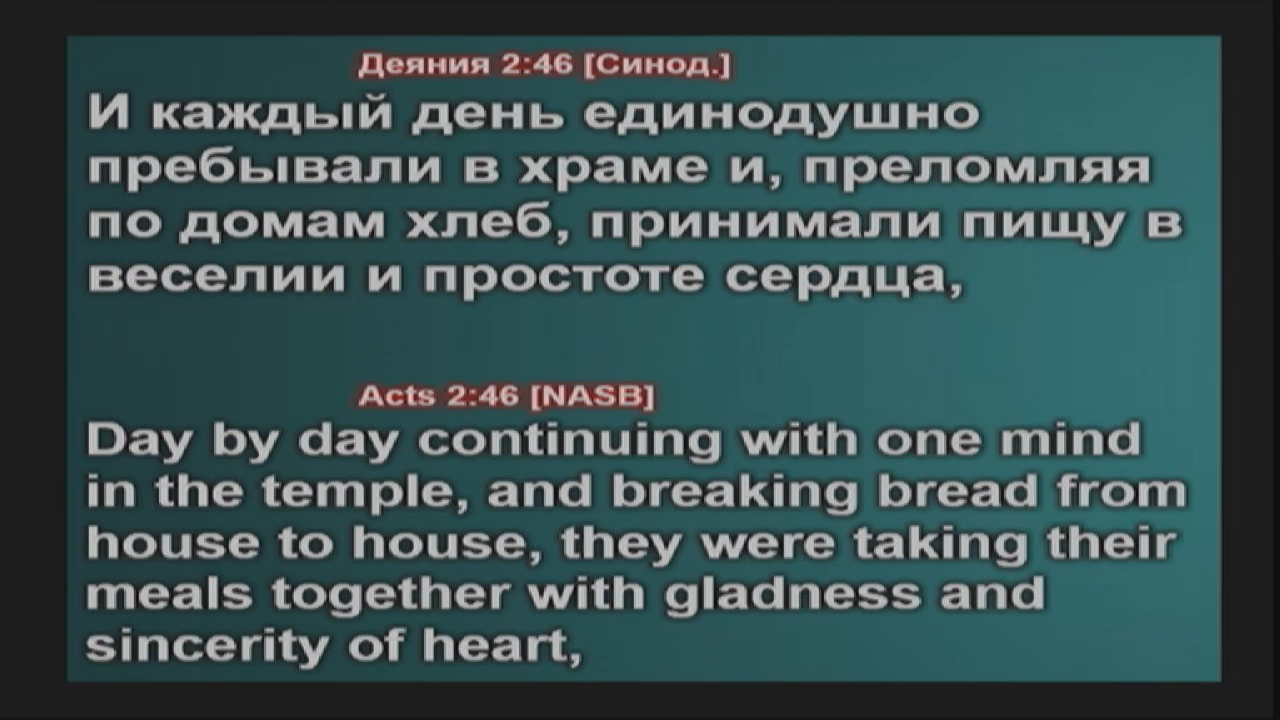 Деяния 2:46 [Синод.]
И каждый день единодушно
пребывали в храме и, преломляя
по домам хлеб, принимали пищу в
веселии и простоте сердца,
Acts 2:46 [NASB]
Day by day continuing with one mind
in the temple, and breaking bread from
house to house, they were taking their
meals together with gladness and
sincerity of heart,